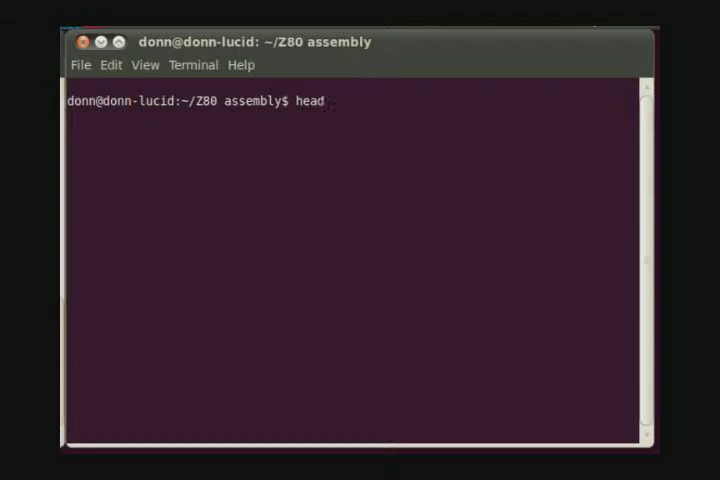 donn@donn-lucid: ~/Z80 assembly
File Edit View Terminal Help
donn@donn-lucid:~/Z80 assembly$ head